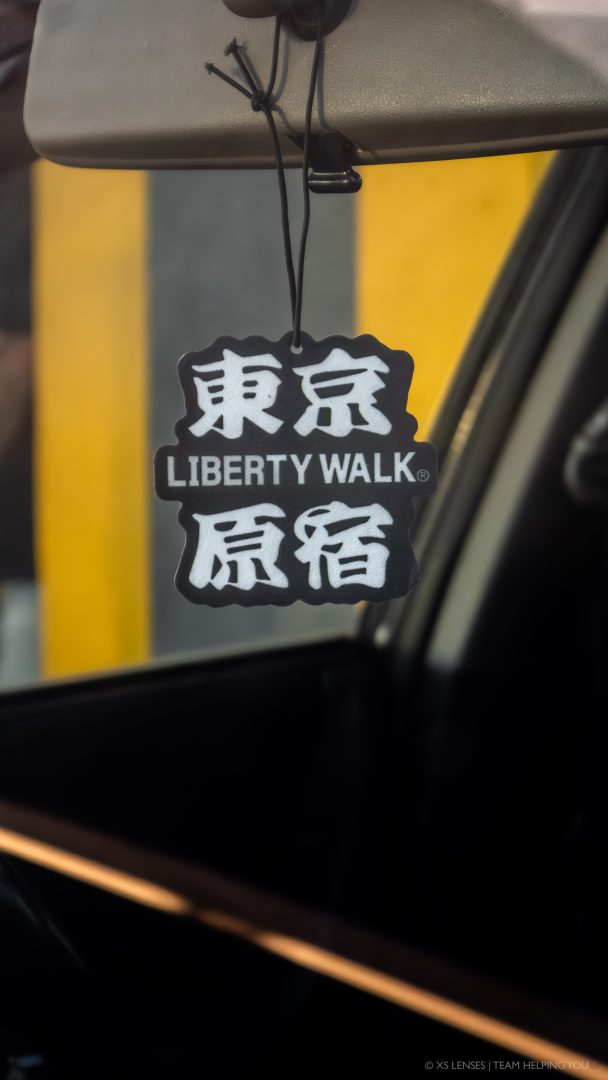 東京
LIBERTY WALK®
原宿
© XS LENSES | TEAM HELPING YOU